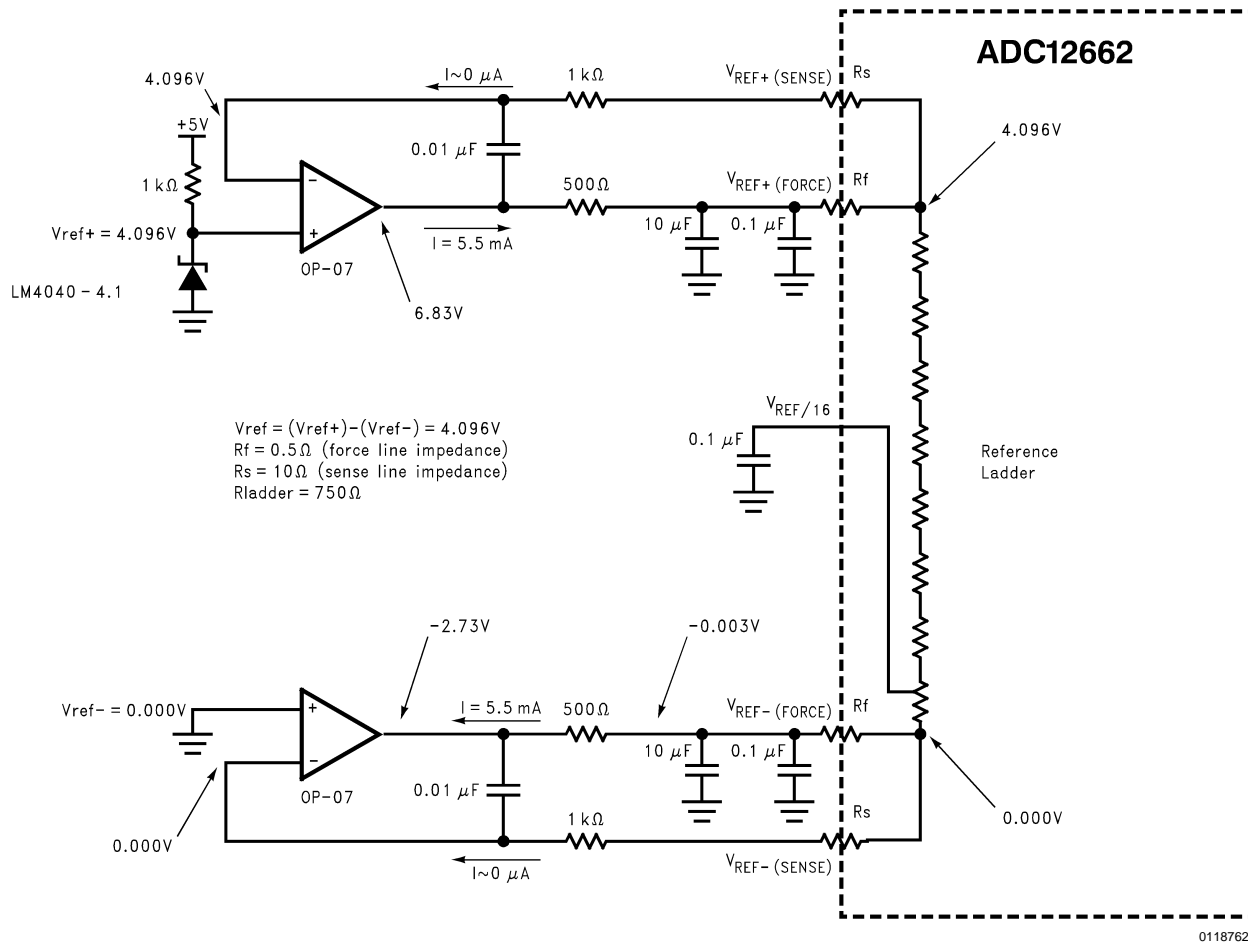 ADC12662
4.096V
I~0 μA
1 kΩ
VREF+ (SENSE)
Rs
+5V
4.096V
1 kΩ
0.01 μF
500Ω
VREF+ (FORCE)
Rf
Vref+ = 4.096V
-
+
10 μF
0.1 μF
I = 5.5 mA
OP-07
LM4040 - 4.1
6.83V
VREF/16
Vref = (Vref+)-(Vref-) = 4.096V
Rf = 0.5Ω (force line impedance)
Rs = 10Ω (sense line impedance)
Rladder = 750Ω
0.1 μF
Reference
Ladder
-2.73V
-0.003V
Vref- = 0.000V
+
-
I = 5.5 mA
500Ω
VREF- (FORCE)
Rf
10 μF
0.1 μF
OP-07
0.01 μF
1 kΩ
Rs
0.000V
0.000V
I~0 μA
VREF- (SENSE)
0118762